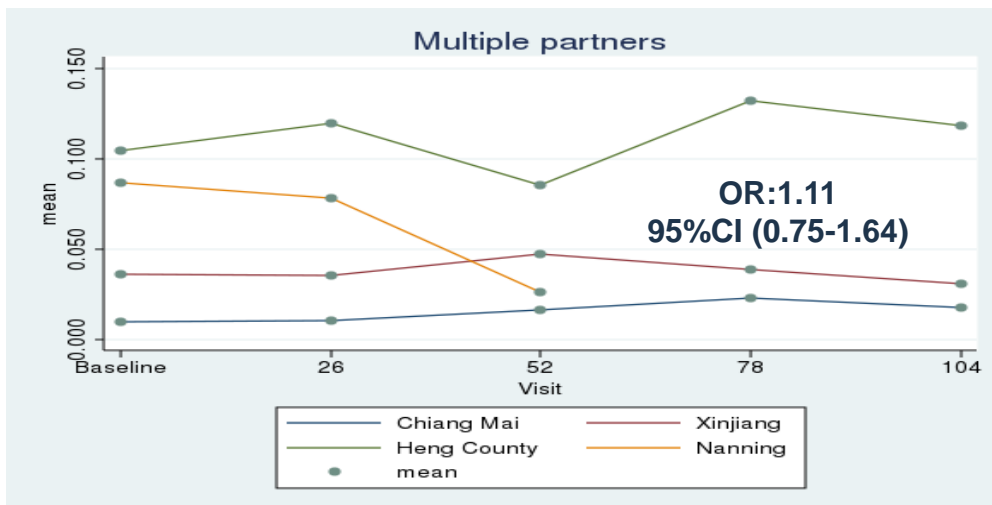 Multiple partners
0.150
0.100
0.050
0.000
mean
OR:1.11
95%CI (0.75-1.64)
Baseline 26 52 78 104
Visit
Chiang Mai Xinjiang
Heng County Nanning
mean